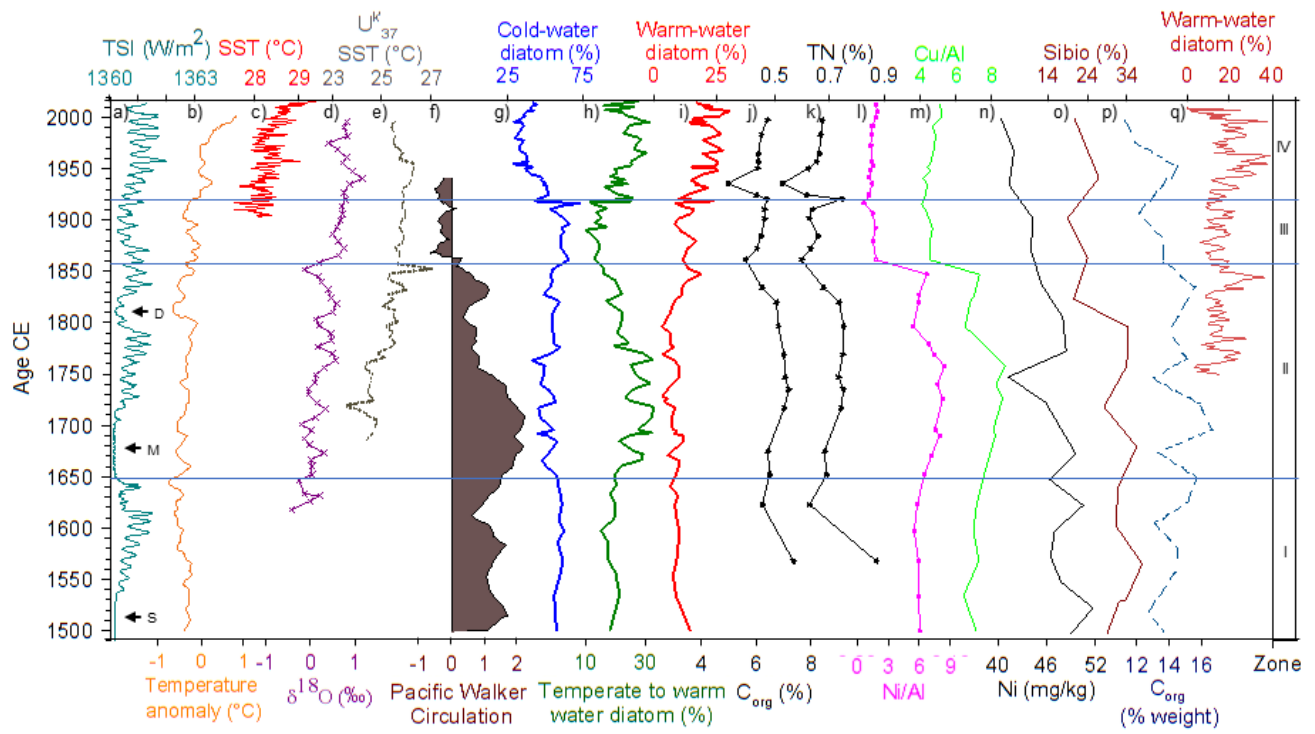 U^k'_37
Cold-water
Warm-water
Warm-water
TSI (W/m²) SST (°C) SST (°C) diatom (%) diatom (%) TN (%) Cu/Al Sibio (%) diatom (%)
1360 1363 28 29 23 25 27 25 75 0 25 0.5 0.7 0.9 4 6 8 14 24 34 0 20 40
a) b) c) d) e) f) g) h) i) j) k) l) m) n) o) p) q)
2000
IV
1950
1900
III
1850
D
1800
Age CE
1750
II
1700
M
1650
1600
I
1550
S
1500
-1 0 1 -1 0 1 -1 0 1 2 10 30 4 6 8 0 3 6 9 40 46 52 12 14 16 Zone
Temperature
anomaly (°C)
δ¹⁸O (‰)
Pacific Walker
Circulation
Temperate to warm
water diatom (%)
C_org (%)
Ni/Al
Ni (mg/kg)
C_org
(% weight)